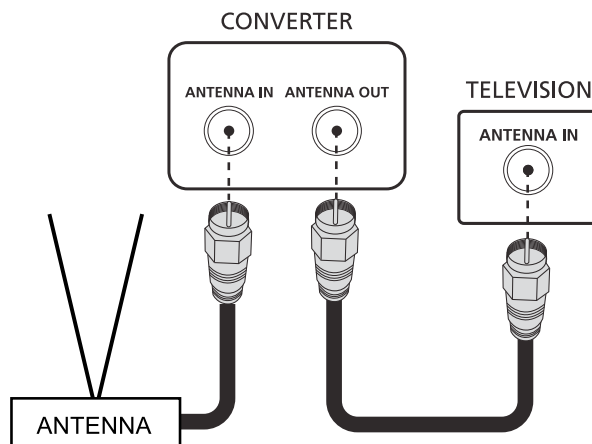 CONVERTER
ANTENNA IN ANTENNA OUT
TELEVISION
ANTENNA IN
ANTENNA